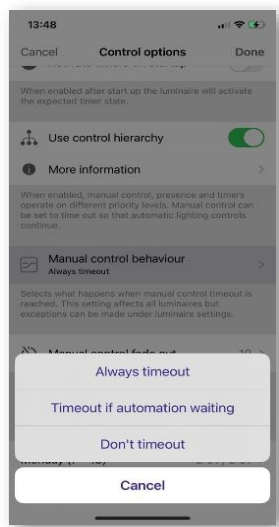 13:48
Cancel Control options Done
When enabled after start up the luminaire will activate
the expected timer state.
Use control hierarchy
More information
When enabled, manual control, presence and timers
operate on different priority levels. Manual control can
be set to time out so that automatic lighting controls
continue.
Manual control behaviour
Always timeout
Selects what happens when manual control timeout is
reached. This setting affects all luminaires but
exceptions can be made under luminaire settings.
Manual control fade out 10
Always timeout
Timeout if automation waiting
Don't timeout
Cancel